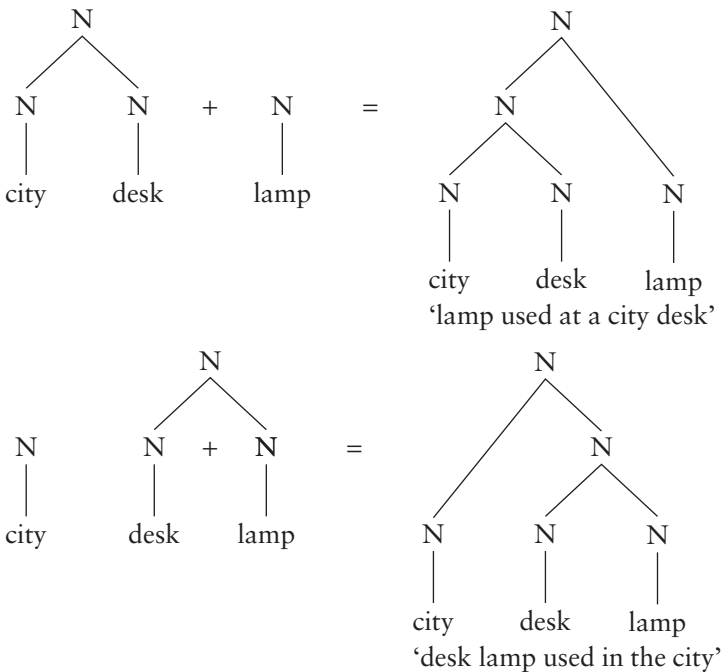 N N
N N + N = N
city desk lamp N N N
city desk lamp
‘lamp used at a city desk’
N N
N N + N = N
city desk lamp N N N
city desk lamp
‘desk lamp used in the city’